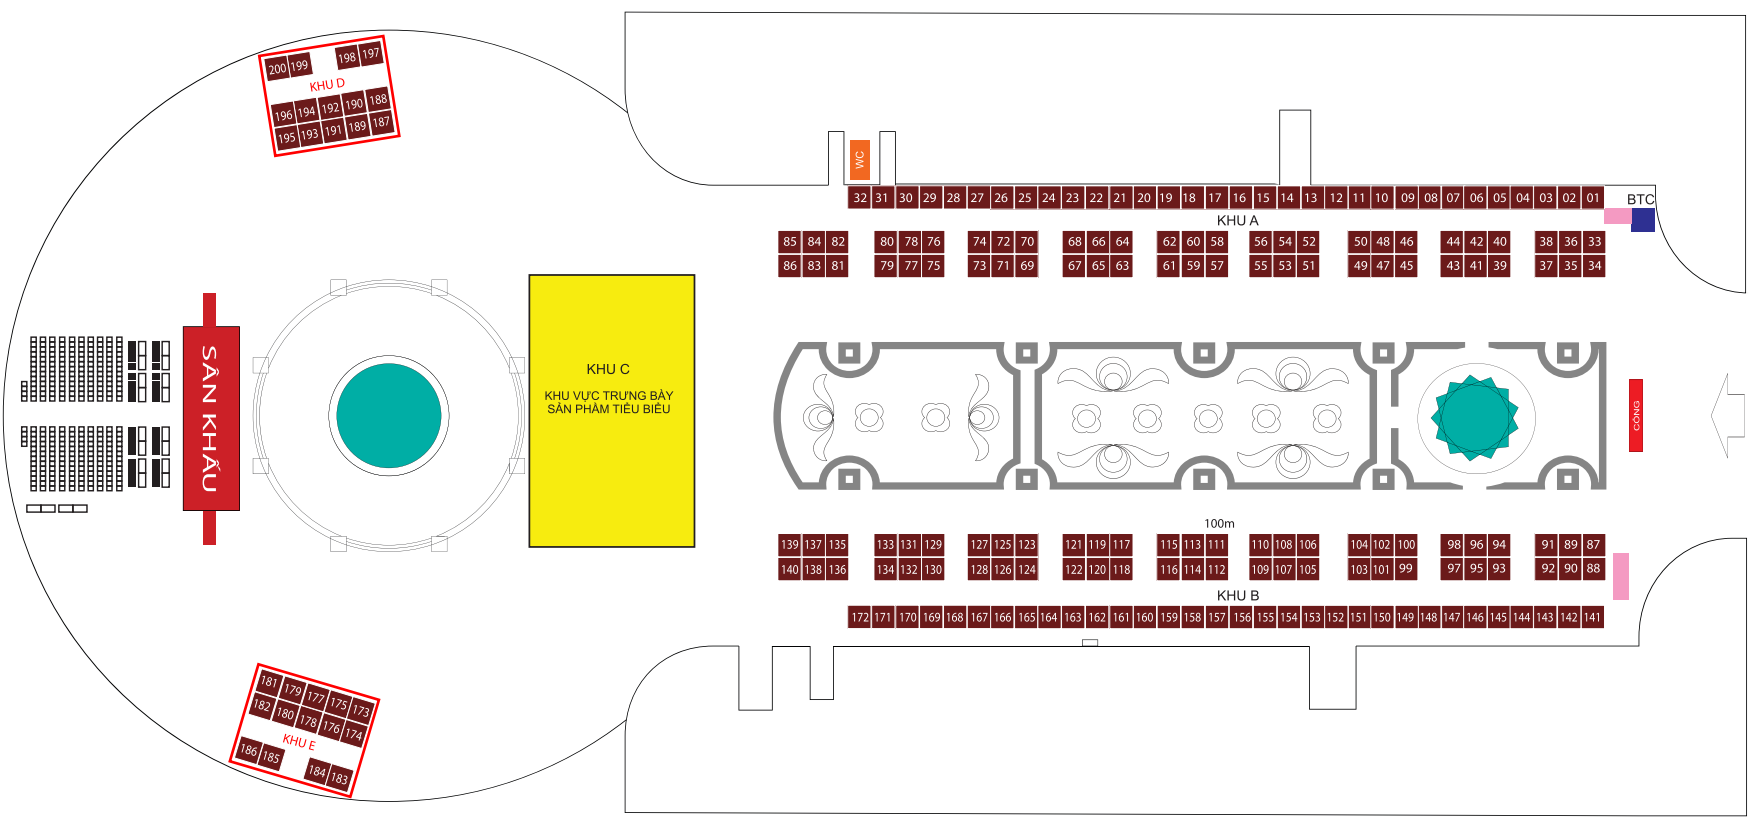 200 199 198 197
KHU D
196 194 192 190 188
195 193 191 189 187
WC
32 31 30 29 28 27 26 25 24 23 22 21 20 19 18 17 16 15 14 13 12 11 10 09 08 07 06 05 04 03 02 01
BTC
KHU A
85 84 82 80 78 76 74 72 70 68 66 64 62 60 58 56 54 52 50 48 46 44 42 40 38 36 33
86 83 81 79 77 75 73 71 69 67 65 63 61 59 57 55 53 51 49 47 45 43 41 39 37 35 34
SÂN KHẤU
KHU C
KHU VỰC TRƯNG BÀY
SẢN PHẨM TIÊU BIỂU
CỔNG
100m
139 137 135 133 131 129 127 125 123 121 119 117 115 113 111 110 108 106 104 102 100 98 96 94 91 89 87
140 138 136 134 132 130 128 126 124 122 120 118 116 114 112 109 107 105 103 101 99 97 95 93 92 90 88
KHU B
172 171 170 169 168 167 166 165 164 163 162 161 160 159 158 157 156 155 154 153 152 151 150 149 148 147 146 145 144 143 142 141
181 179 177 175 173
182 180 178 176 174
KHU E
186 185 184 183